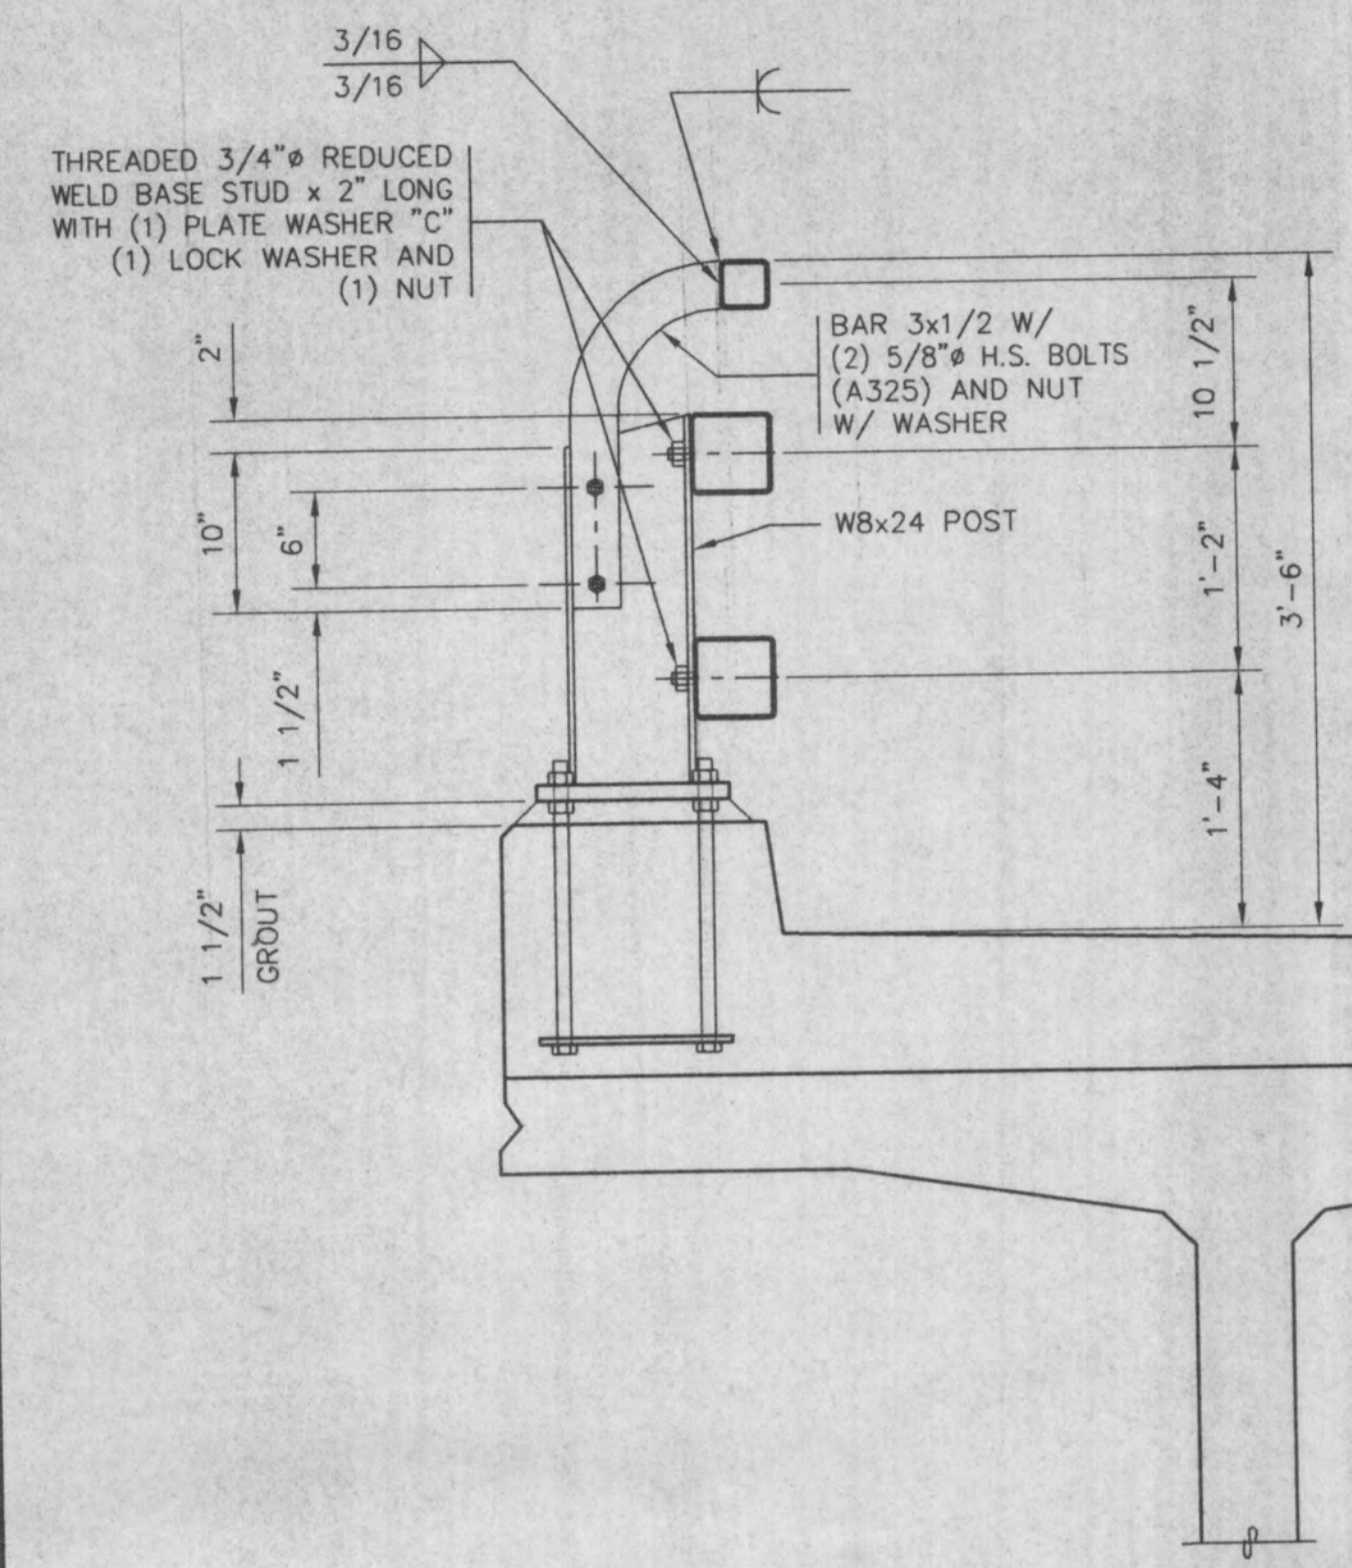 3/16
3/16
THREADED 3/4"ø REDUCED
WELD BASE STUD x 2" LONG
WITH (1) PLATE WASHER "C"
(1) LOCK WASHER AND
(1) NUT
BAR 3x1/2 W/
(2) 5/8"ø H.S. BOLTS
(A325) AND NUT
W/ WASHER
W8x24 POST
2"
10"
6"
1 1/2"
1 1/2"
GROUT
10 1/2"
1'-2"
1'-4"
3'-6"